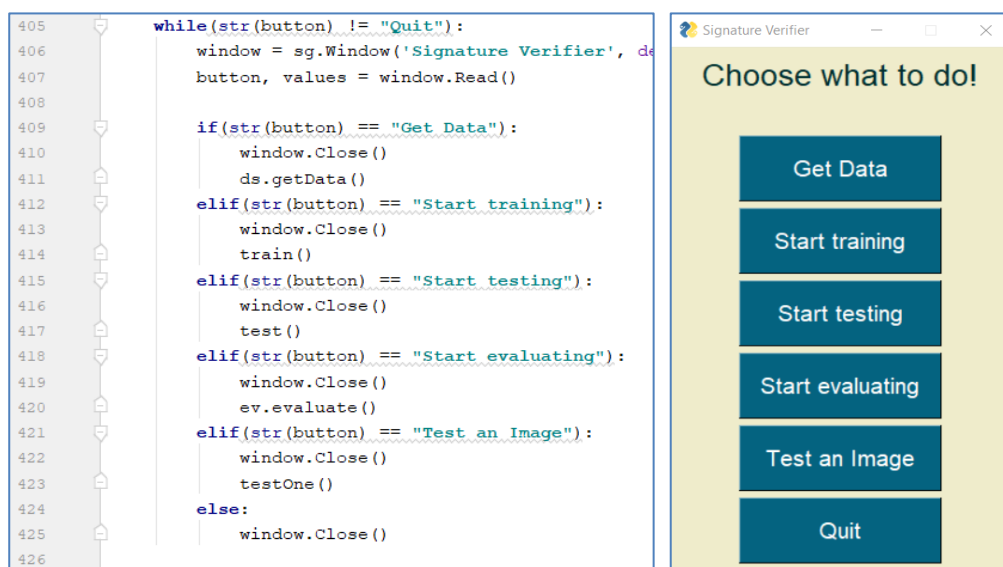 405 while(str(button) != "Quit"):
406 window = sg.Window('Signature Verifier',
407 button, values = window.Read()
408
409 if(str(button) == "Get Data"):
410 window.Close()
411 ds.getData()
412 elif(str(button) == "Start training"):
413 window.Close()
414 train()
415 elif(str(button) == "Start testing"):
416 window.Close()
417 test()
418 elif(str(button) == "Start evaluating"):
419 window.Close()
420 ev.evaluate()
421 elif(str(button) == "Test an Image"):
422 window.Close()
423 testOne()
424 else:
425 window.Close()
426
Signature Verifier
Choose what to do!
Get Data
Start training
Start testing
Start evaluating
Test an Image
Quit